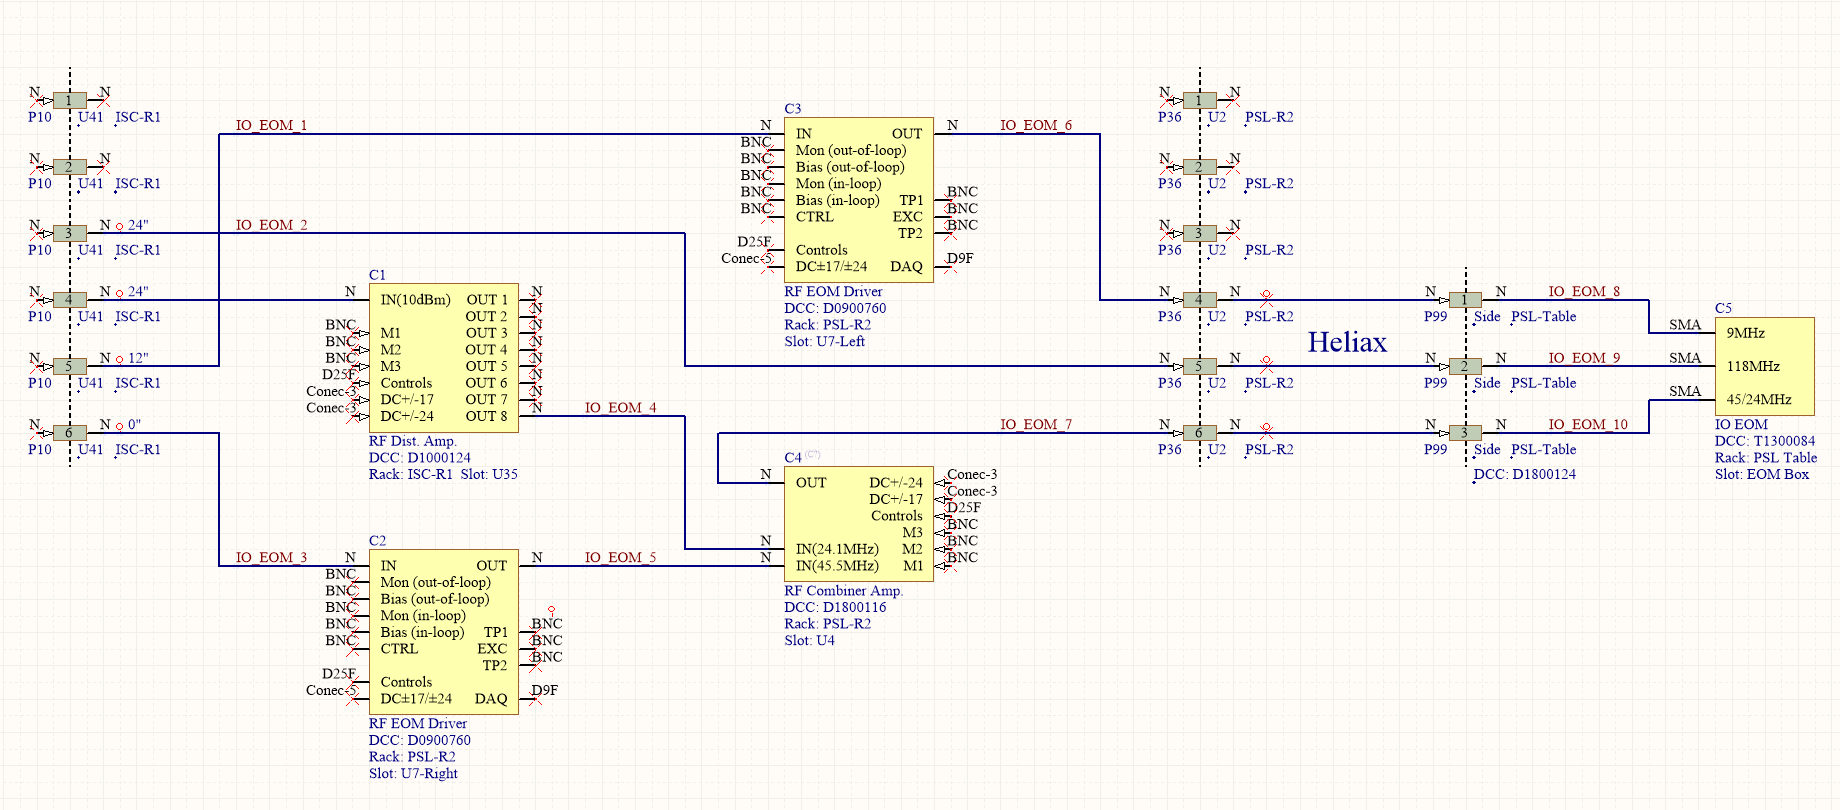 N N
1
P10 U41 ISC-R1
N N
2
P10 U41 ISC-R1
N N 24"
3
P10 U41 ISC-R1
N N 24"
4
P10 U41 ISC-R1
N N 12"
5
P10 U41 ISC-R1
N N 0"
6
P10 U41 ISC-R1
IO_EOM_1
IO_EOM_2
IO_EOM_3
C1
N IN(10dBm) OUT 1 N
OUT 2 N
BNC M1 OUT 3 N
BNC M2 OUT 4 N
BNC M3 OUT 5 N
D25F Controls OUT 6 N
Conec-3 DC+/-17 OUT 7 N
Conec-3 DC+/-24 OUT 8 N
RF Dist. Amp.
DCC: D1000124
Rack: ISC-R1 Slot: U35
IO_EOM_4
C2
N IN OUT N
BNC Mon (out-of-loop)
BNC Bias (out-of-loop)
BNC Mon (in-loop)
BNC Bias (in-loop) TP1 BNC
BNC CTRL EXC BNC
TP2 BNC
D25F Controls
Conec-5 DC±17/±24 DAQ D9F
RF EOM Driver
DCC: D0900760
Rack: PSL-R2
Slot: U7-Right
IO_EOM_5
C3
N IN OUT N
BNC Mon (out-of-loop)
BNC Bias (out-of-loop)
BNC Mon (in-loop)
BNC Bias (in-loop) TP1 BNC
BNC CTRL EXC BNC
TP2 BNC
D25F Controls
Conec-5 DC±17/±24 DAQ D9F
RF EOM Driver
DCC: D0900760
Rack: PSL-R2
Slot: U7-Left
IO_EOM_6
IO_EOM_7
C4 (C7)
N OUT DC+/-24 Conec-3
DC+/-17 Conec-3
Controls D25F
M3 BNC
N IN(24.1MHz) M2 BNC
N IN(45.5MHz) M1 BNC
RF Combiner Amp.
DCC: D1800116
Rack: PSL-R2
Slot: U4
N N
1
P36 U2 PSL-R2
N N
2
P36 U2 PSL-R2
N N
3
P36 U2 PSL-R2
N N
4
P36 U2 PSL-R2
N N
5
P36 U2 PSL-R2
N N
6
P36 U2 PSL-R2
Heliax
N N IO_EOM_8
1
P99 Side PSL-Table
N N IO_EOM_9
2
P99 Side PSL-Table
N N IO_EOM_10
3
P99 Side PSL-Table
DCC: D1800124
C5
SMA 9MHz
SMA 118MHz
SMA 45/24MHz
IO EOM
DCC: T1300084
Rack: PSL Table
Slot: EOM Box